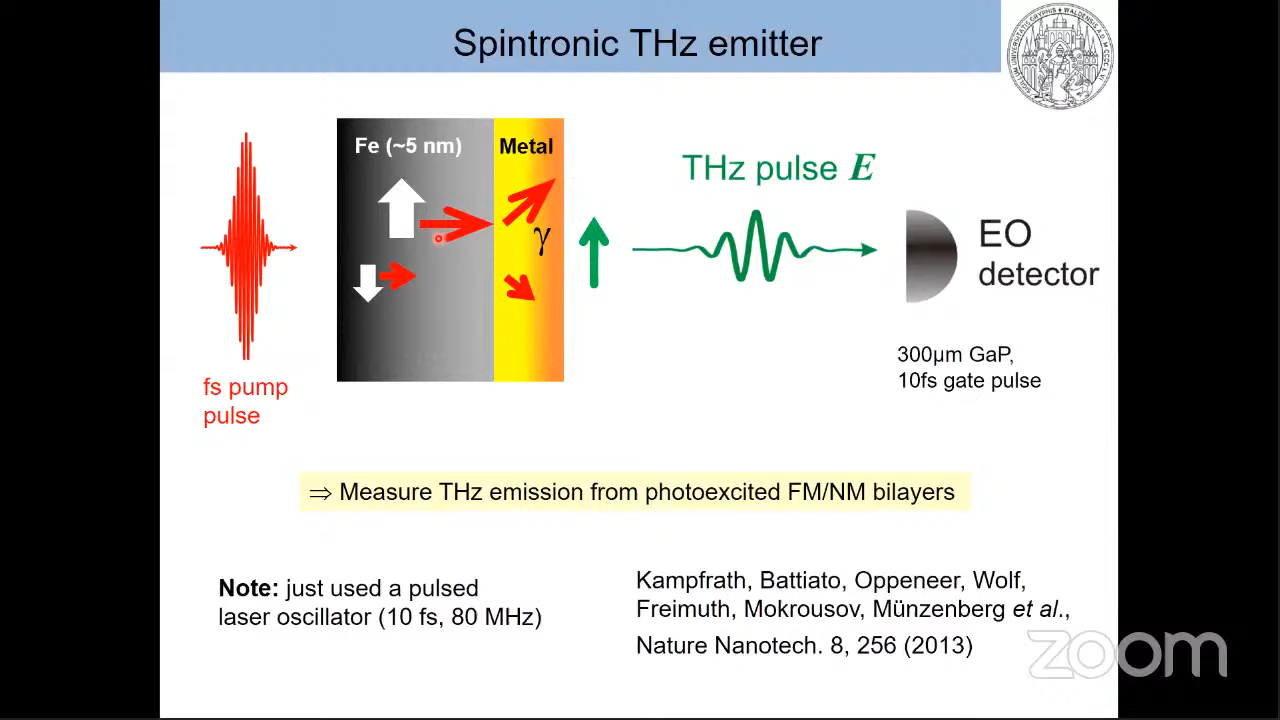 Spintronic THz emitter
Fe (~5 nm)
Metal
γ
THz pulse E
EO
detector
300μm GaP,
10fs gate pulse
fs pump
pulse
⇒ Measure THz emission from photoexcited FM/NM bilayers
Note: just used a pulsed
laser oscillator (10 fs, 80 MHz)
Kampfrath, Battiato, Oppeneer, Wolf,
Freimuth, Mokrousov, Münzenberg et al.,
Nature Nanotech. 8, 256 (2013)
zoom